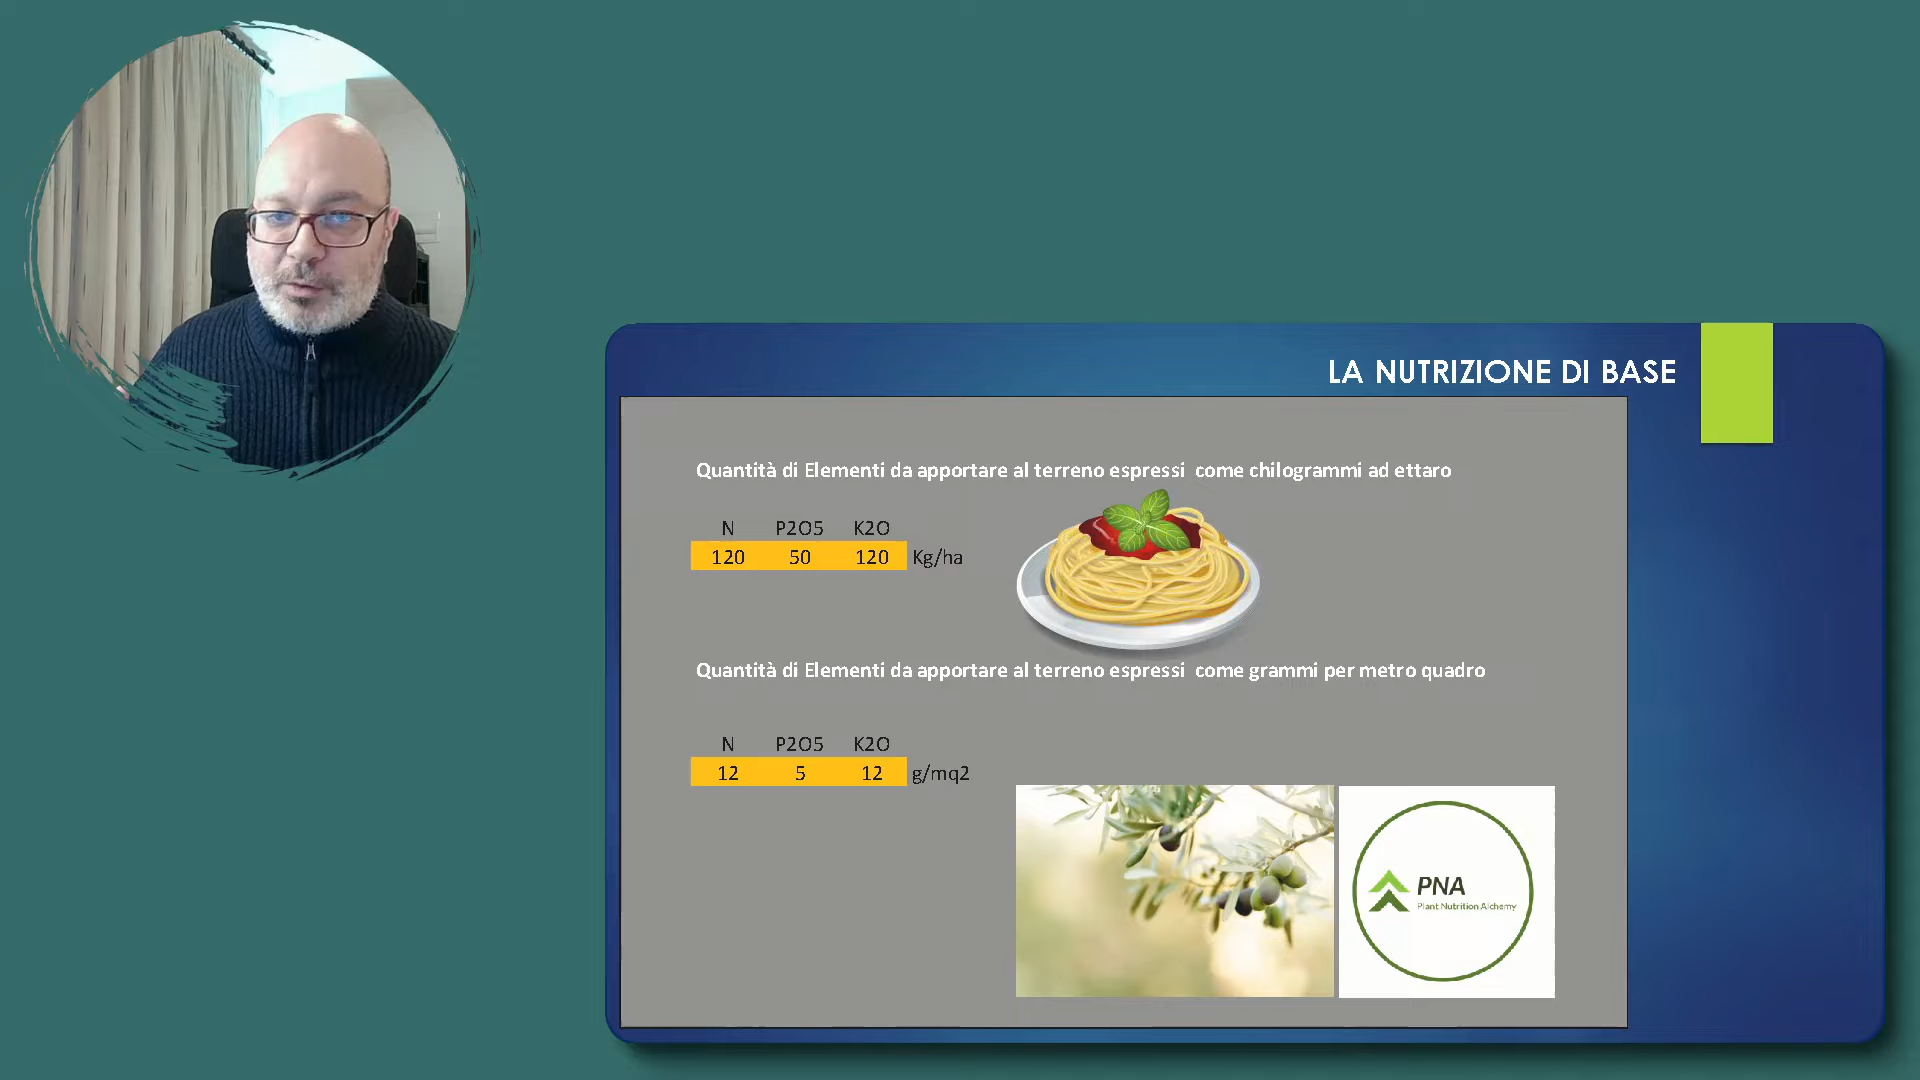 LA NUTRIZIONE DI BASE
Quantità di Elementi da apportare al terreno espressi come chilogrammi ad ettaro
N P2O5 K2O
120 50 120 Kg/ha
Quantità di Elementi da apportare al terreno espressi come grammi per metro quadro
N P2O5 K2O
12 5 12 g/mq2
PNA
Plant Nutrition Alchemy